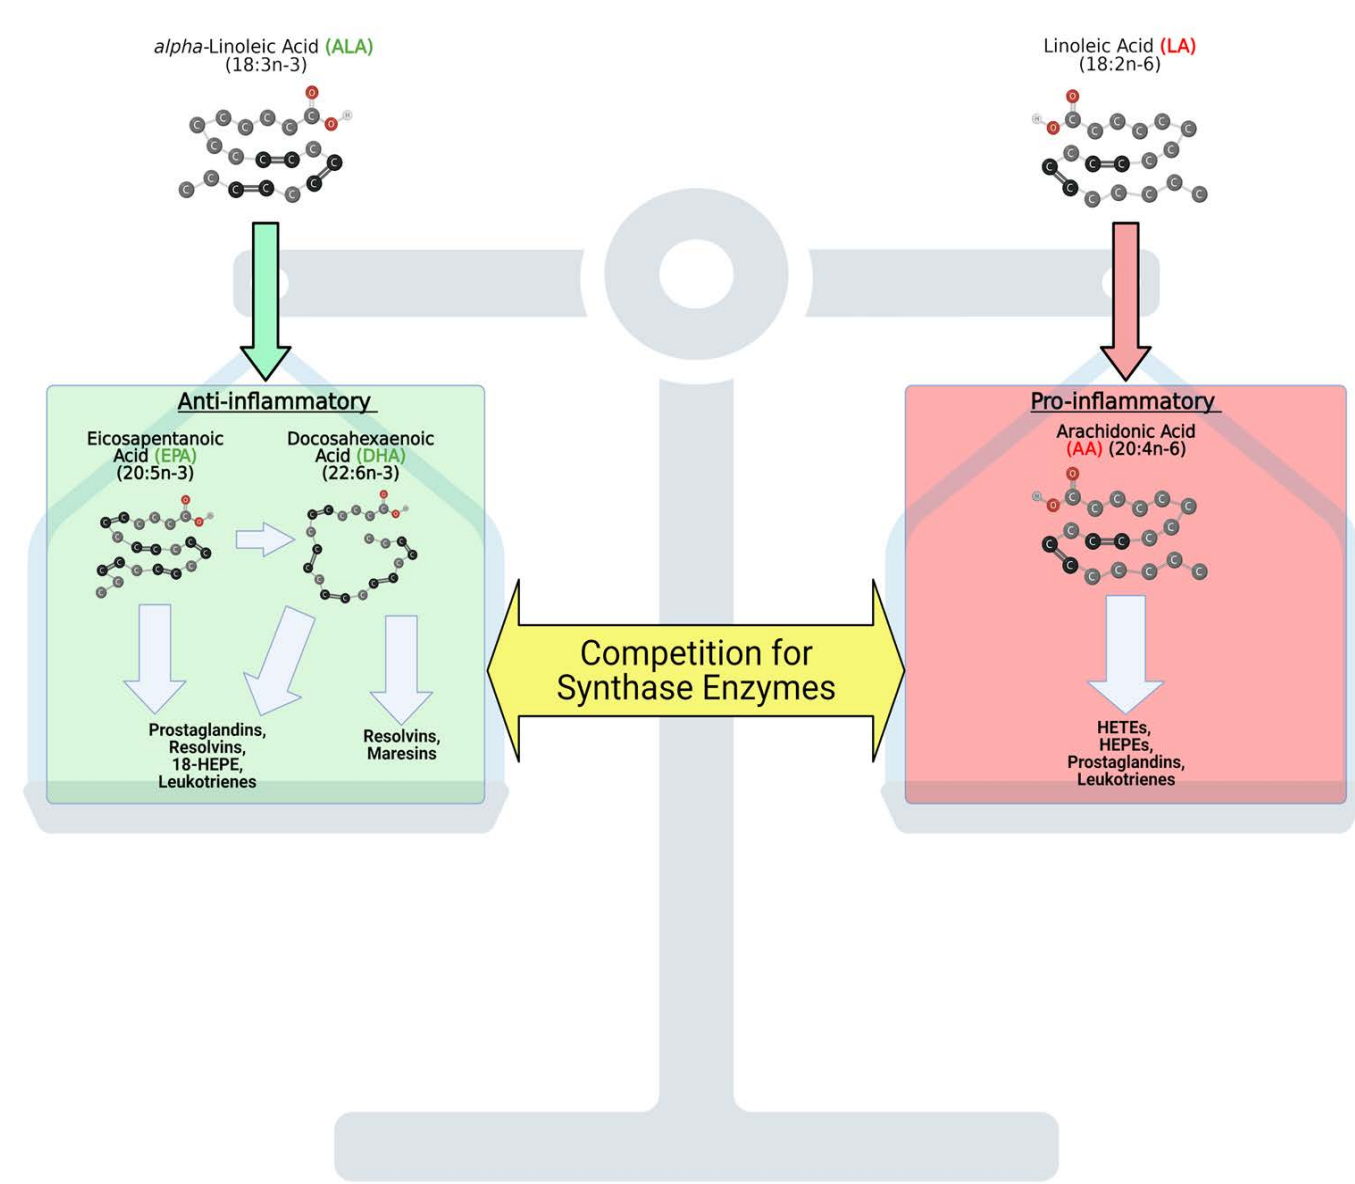 alpha-Linoleic Acid (ALA)
(18:3n-3)
Linoleic Acid (LA)
(18:2n-6)
Anti-inflammatory
Eicosapentanoic
Acid (EPA)
(20:5n-3)
Docosahexaenoic
Acid (DHA)
(22:6n-3)
Prostaglandins,
Resolvins,
18-HEPE,
Leukotrienes
Resolvins,
Maresins
Competition for
Synthase Enzymes
Pro-inflammatory
Arachidonic Acid
(AA) (20:4n-6)
HETEs,
HEPEs,
Prostaglandins,
Leukotrienes